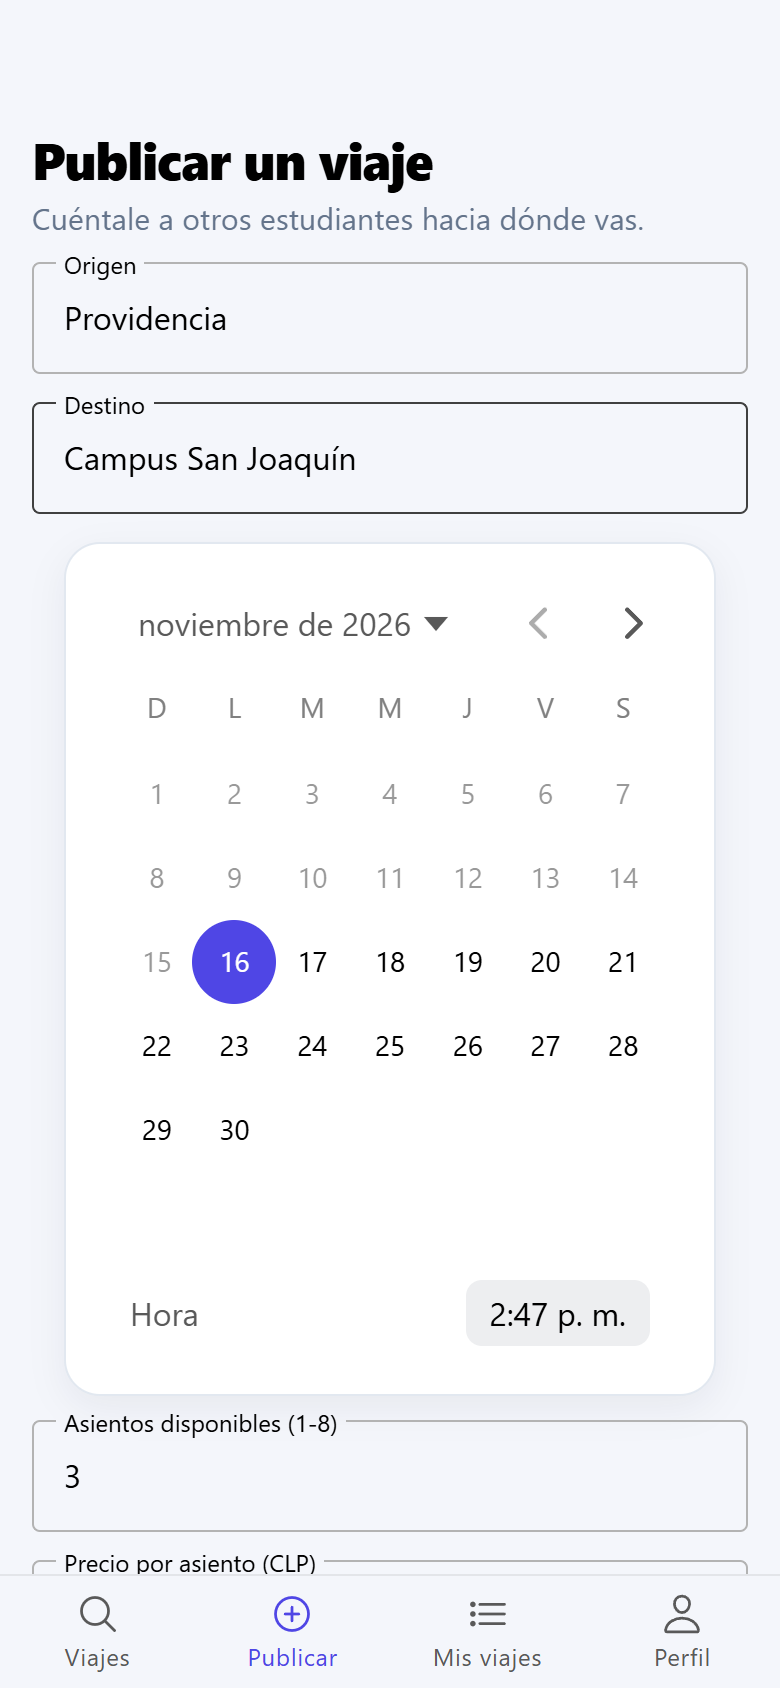 Publicar un viaje
Cuéntale a otros estudiantes hacia dónde vas.
Origen
Providencia
Destino
Campus San Joaquín
noviembre de 2026
D L M M J V S
1 2 3 4 5 6 7
8 9 10 11 12 13 14
15 16 17 18 19 20 21
22 23 24 25 26 27 28
29 30
Hora 2:47 p. m.
Asientos disponibles (1-8)
3
Precio por asiento (CLP)
Viajes Publicar Mis viajes Perfil